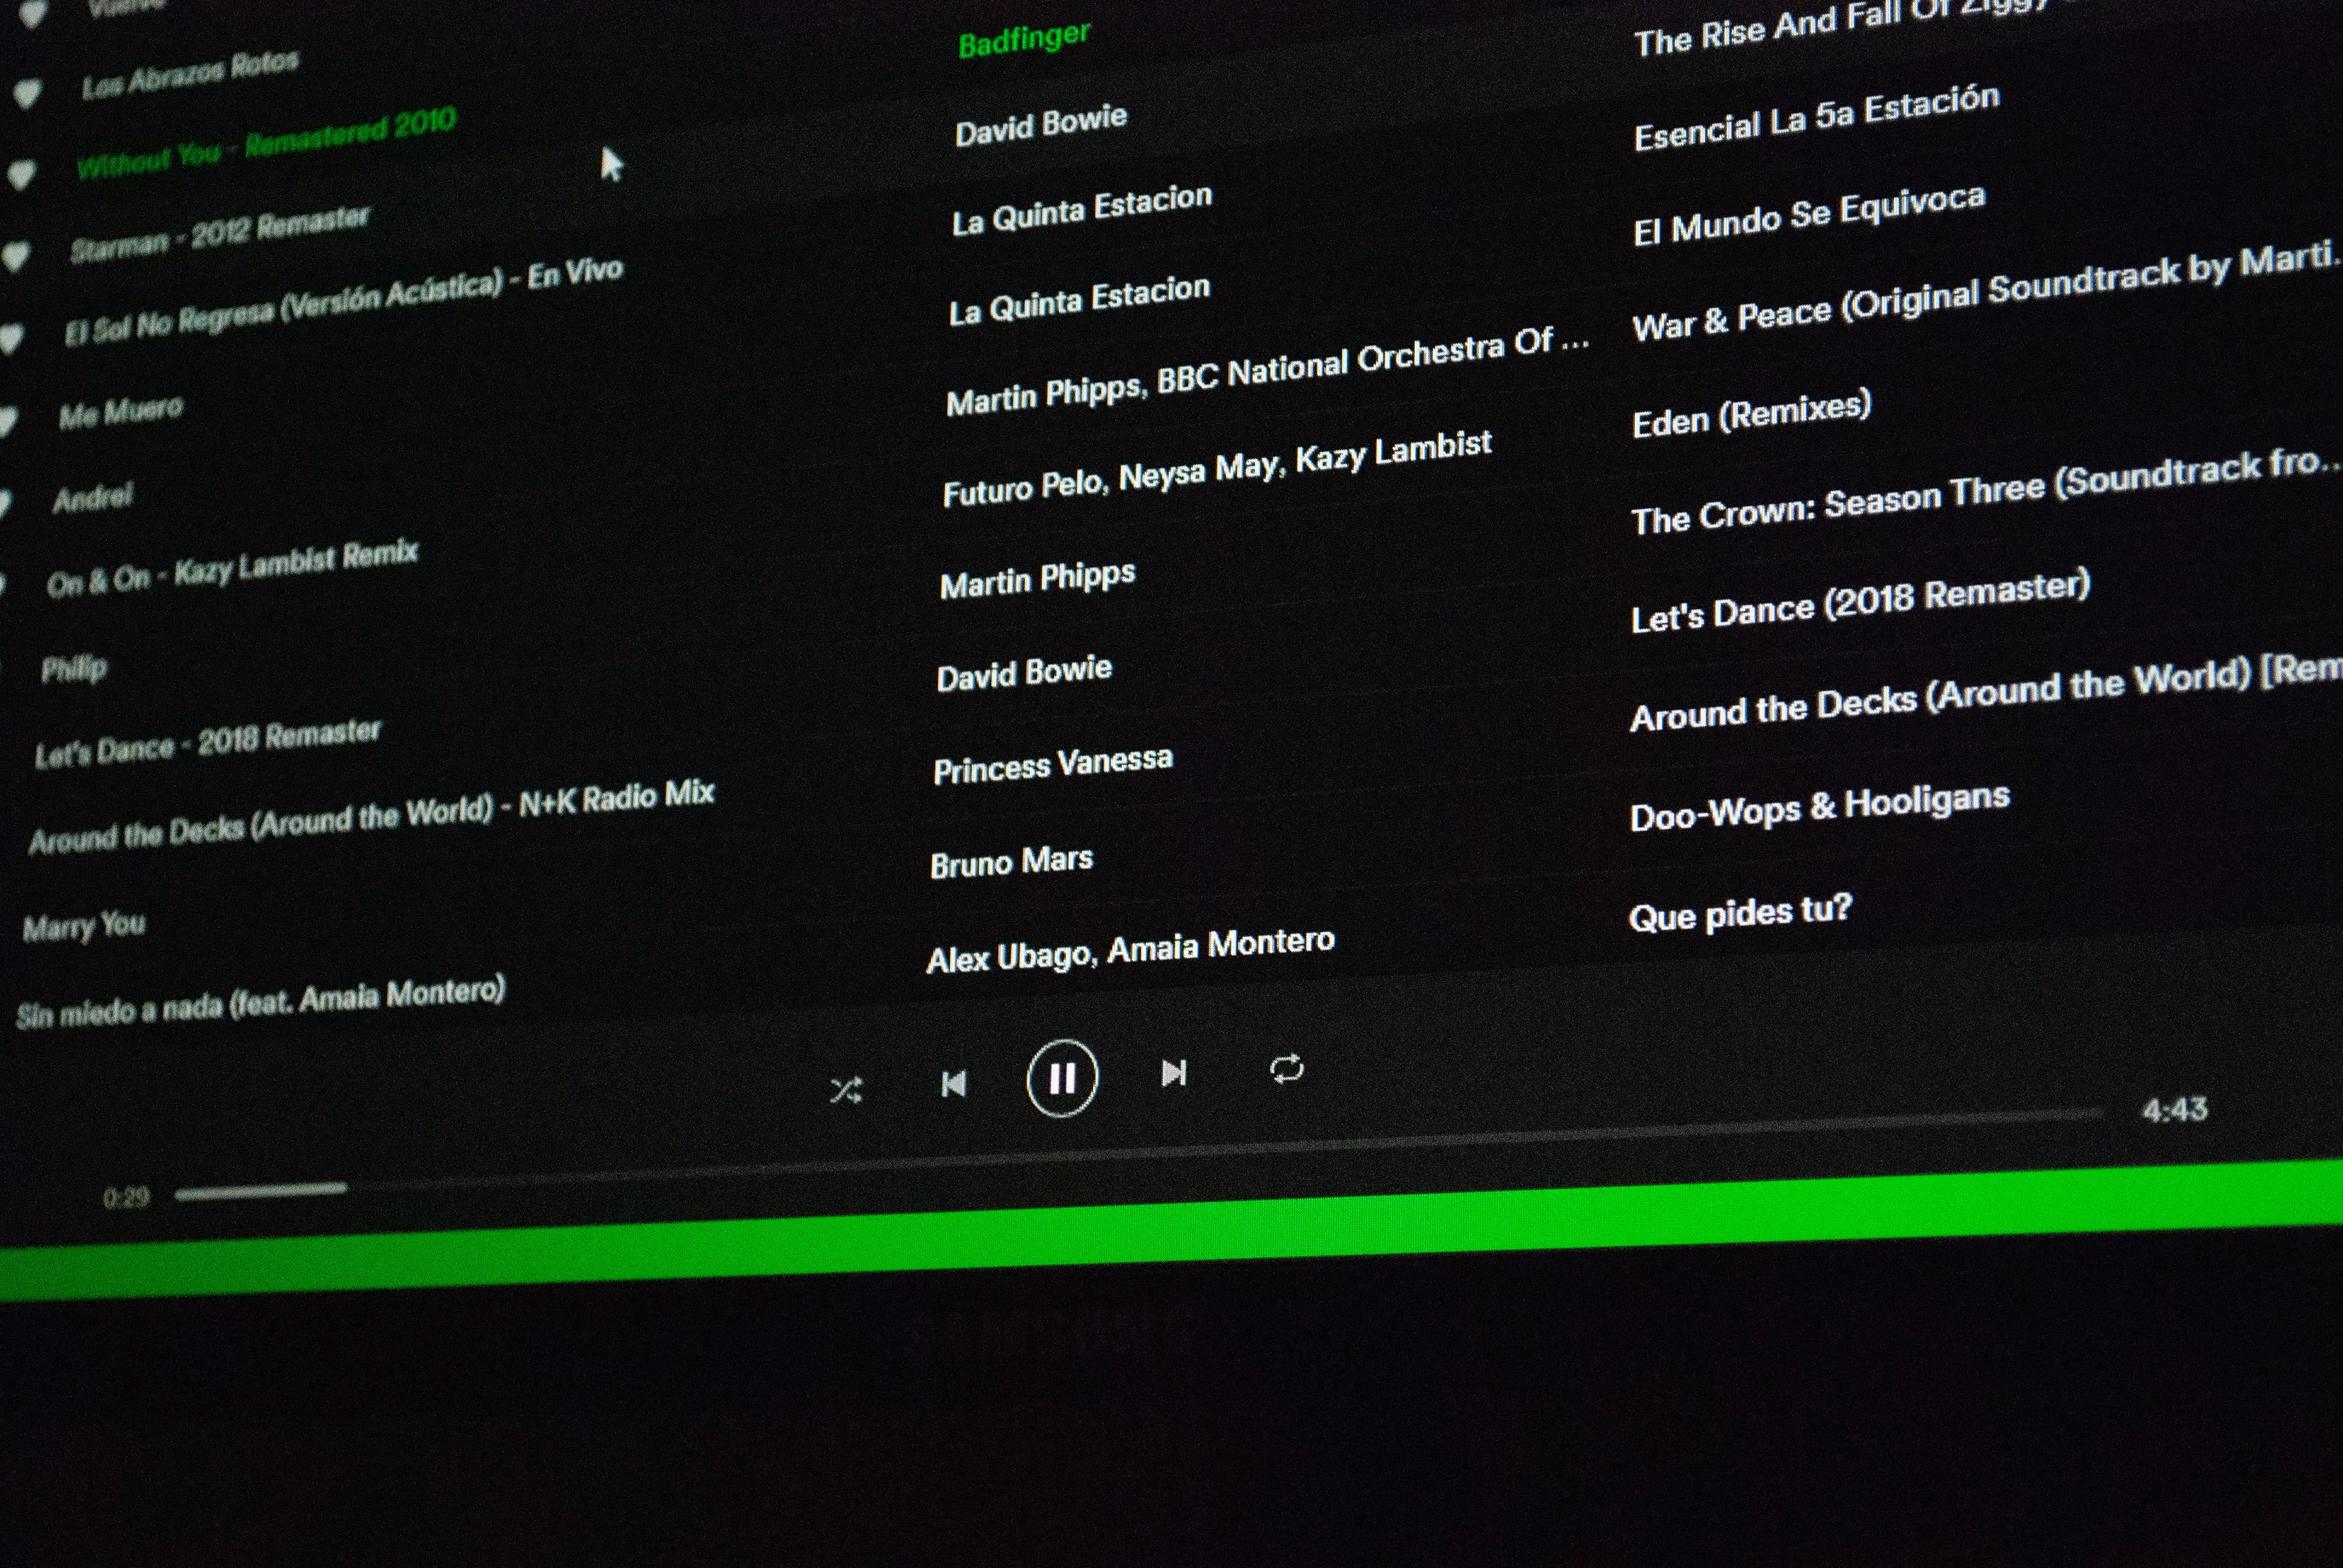 Vuelve
Los Abrazos Rotos
Without You - Remastered 2010 Badfinger
Starman - 2012 Remaster David Bowie The Rise And Fall Of Ziggy
El Sol No Regresa (Versión Acústica) - En Vivo La Quinta Estacion Esencial La 5a Estación
Me Muero La Quinta Estacion El Mundo Se Equivoca
Andrei Martin Phipps, BBC National Orchestra Of ... War & Peace (Original Soundtrack by Marti.
On & On - Kazy Lambist Remix Futuro Pelo, Neysa May, Kazy Lambist Eden (Remixes)
Philip Martin Phipps The Crown: Season Three (Soundtrack fro..
Let's Dance - 2018 Remaster David Bowie Let's Dance (2018 Remaster)
Around the Decks (Around the World) - N+K Radio Mix Princess Vanessa Around the Decks (Around the World) [Rem
Marry You Bruno Mars Doo-Wops & Hooligans
Sin miedo a nada (feat. Amaia Montero) Alex Ubago, Amaia Montero Que pides tu?
0:29 4:43